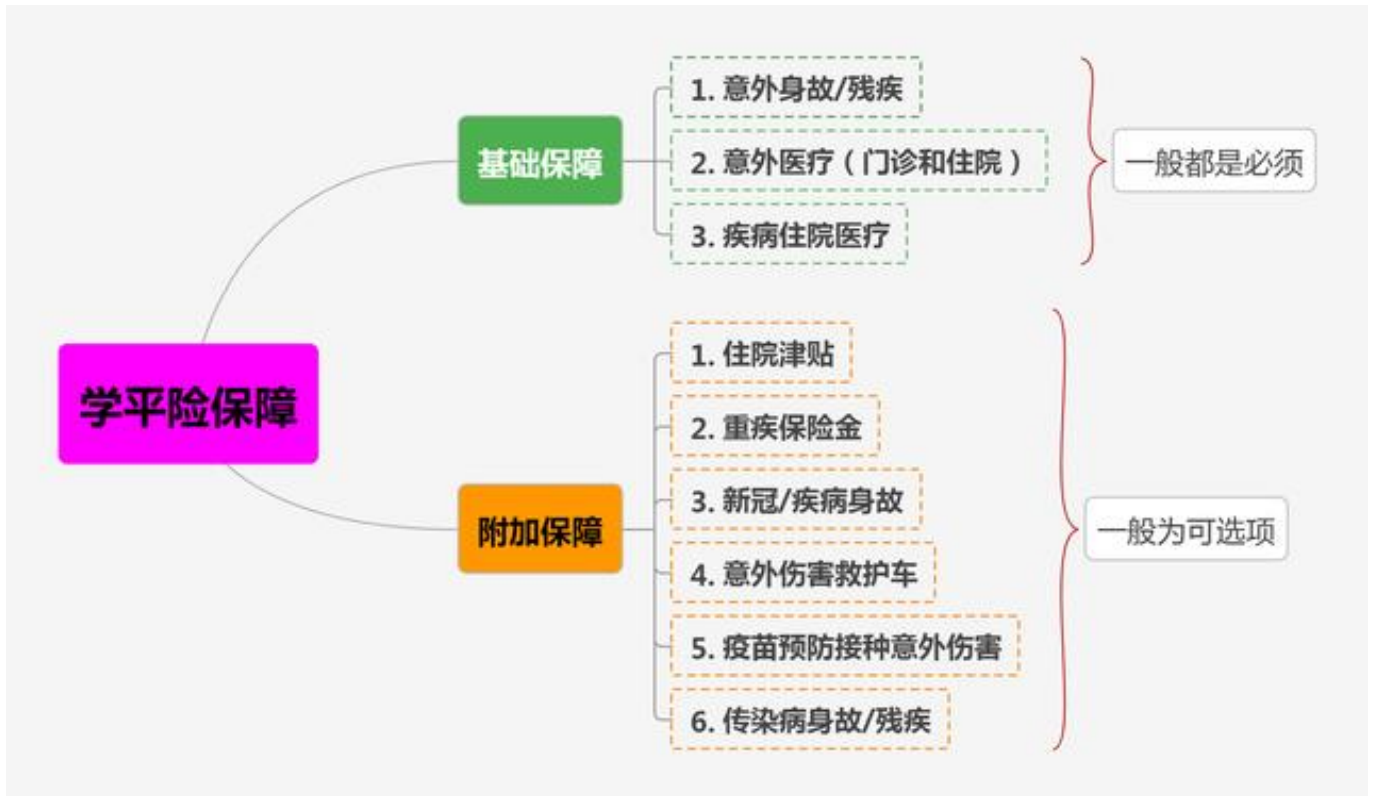 学平险保障
基础保障
1. 意外身故/残疾
2. 意外医疗（门诊和住院）
3. 疾病住院医疗
一般都是必须
附加保障
1. 住院津贴
2. 重疾保险金
3. 新冠/疾病身故
4. 意外伤害救护车
5. 疫苗预防接种意外伤害
6. 传染病身故/残疾
一般为可选项